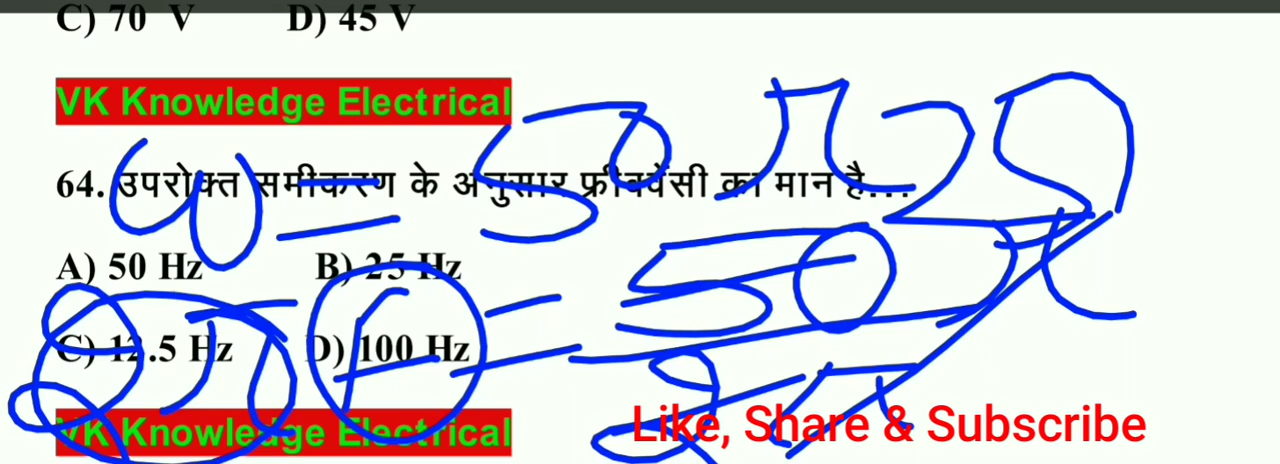 C) 70 V D) 45 V
VK Knowledge Electrical
64. उपरोक्त समीकरण के अनुसार फ्रीक्वेंसी का मान है...
A) 50 Hz B) 25 Hz
C) 12.5 Hz D) 100 Hz
VK Knowledge Electrical
Like, Share & Subscribe